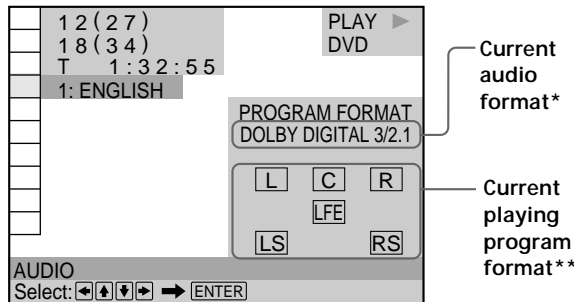 12(27)
18(34)
T 1:32:55
1: ENGLISH
PLAY
DVD
PROGRAM FORMAT
DOLBY DIGITAL 3/2.1
L C R
LFE
LS RS
AUDIO
Select: ENTER
Current
audio
format*
Current
playing
program
format**